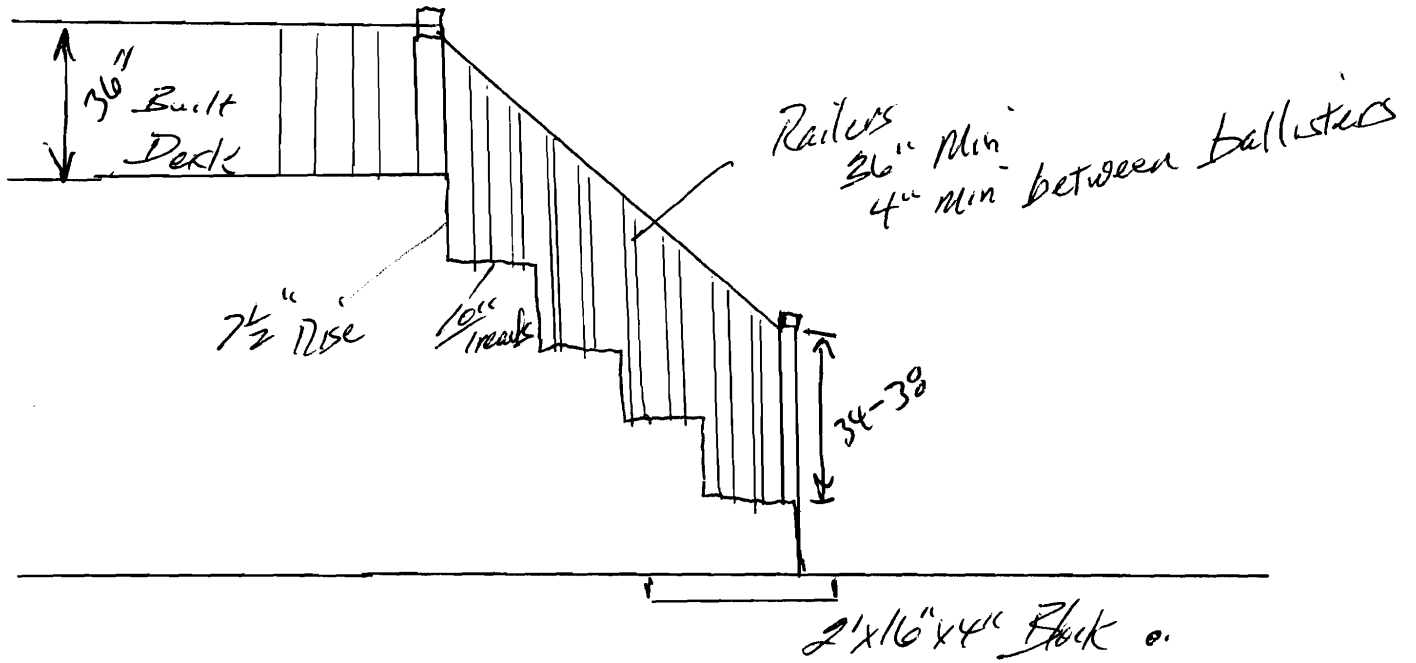 36" Built
Deck
Railers
36" Min
4" Min between ballisters
7½" Rise
10"
treads
34-38
2'x16"x4" Block